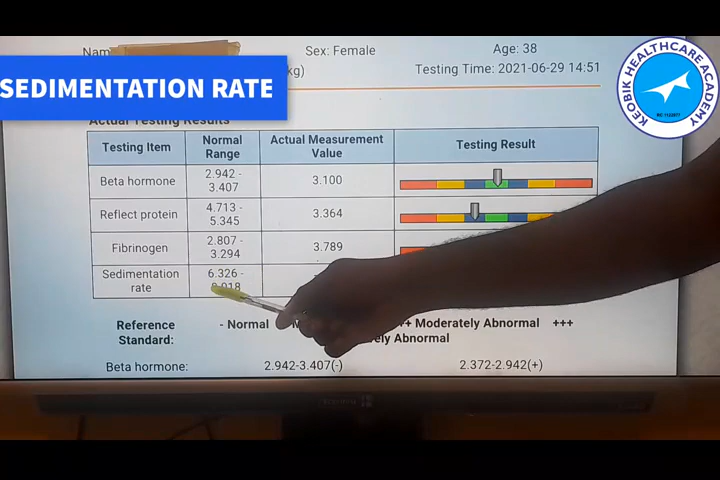 Nam
Sex: Female
Age: 38
kg)
Testing Time: 2021-06-29 14:51
SEDIMENTATION RATE
KEOBIK HEALTHCARE ACADEMY
Actual Testing Results
Testing Item
Normal Range
Actual Measurement Value
Testing Result
Beta hormone
2.942 - 3.407
3.100
Reflect protein
4.713 - 5.345
3.364
Fibrinogen
2.807 - 3.294
3.789
Sedimentation rate
6.326 -
Reference Standard:
- Normal
Moderately Abnormal
+++
Abnormal
Beta hormone:
2.942-3.407(-)
2.372-2.942(+)